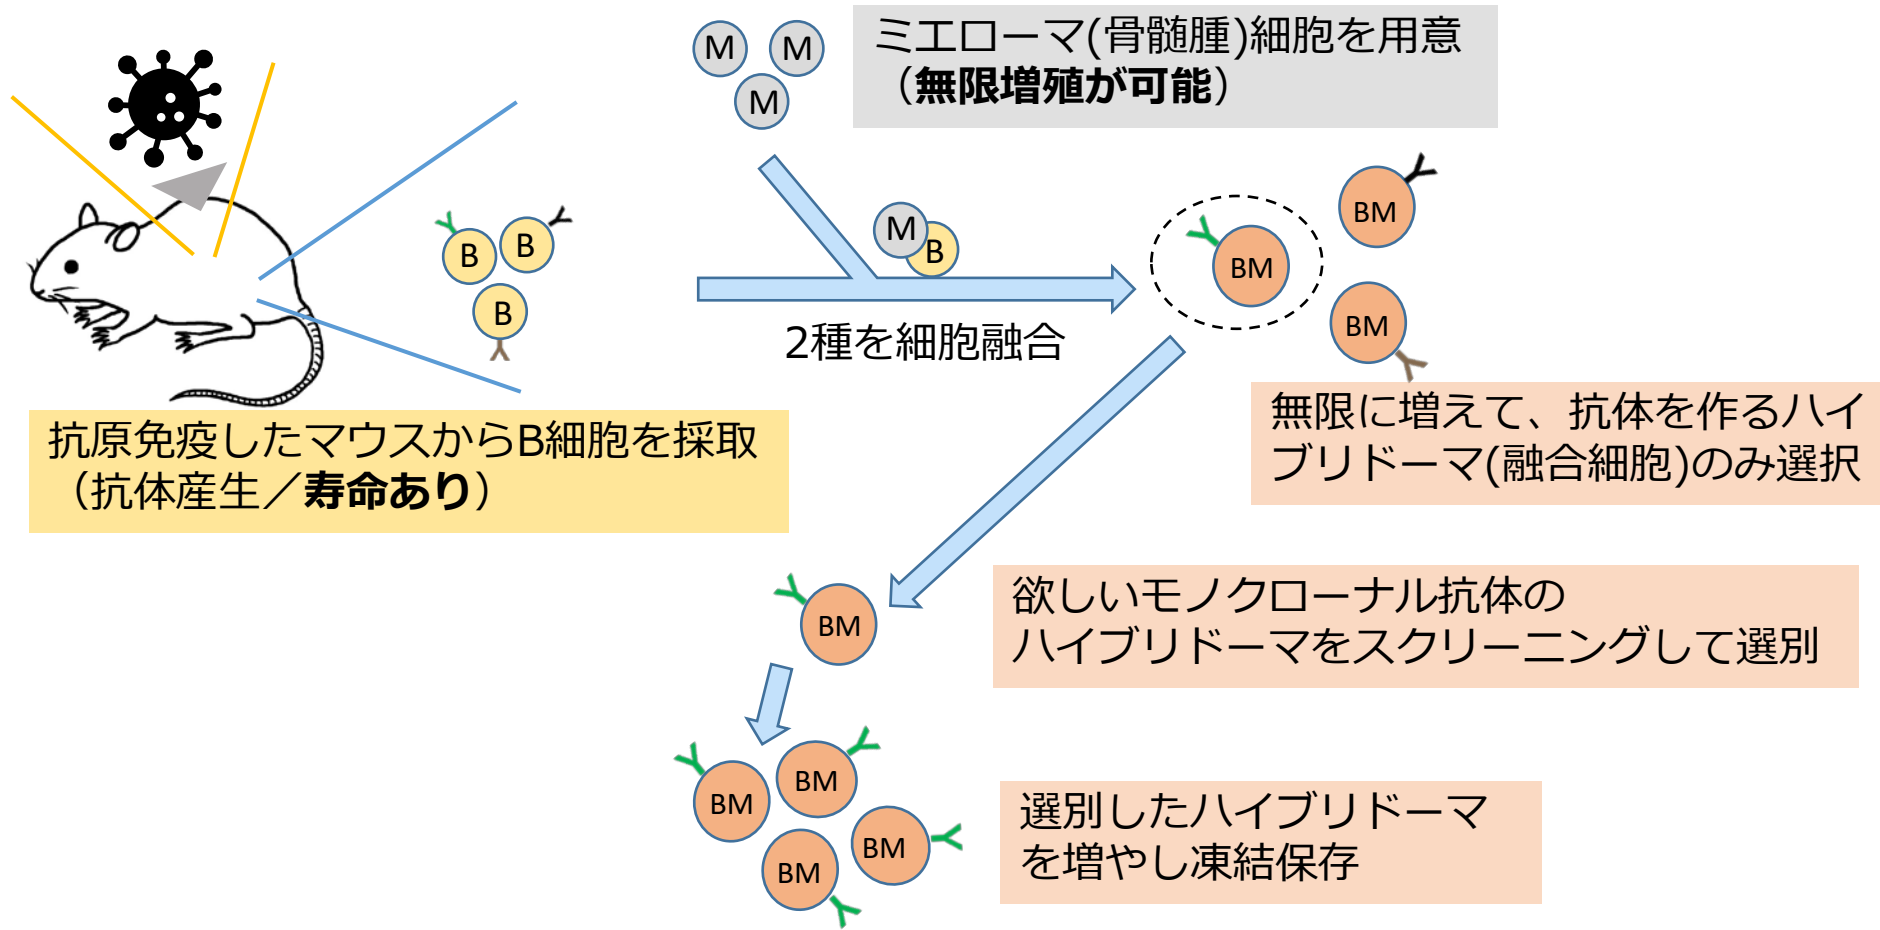 M
M
M
ミエローマ(骨髄腫)細胞を用意
（無限増殖が可能）
B
B
B
M
B
2種を細胞融合
BM
BM
BM
抗原免疫したマウスからB細胞を採取
（抗体産生／寿命あり）
無限に増えて、抗体を作るハイ
ブリドーマ(融合細胞)のみ選択
BM
欲しいモノクローナル抗体の
ハイブリドーマをスクリーニングして選別
BM
BM
BM
BM
選別したハイブリドーマ
を増やし凍結保存